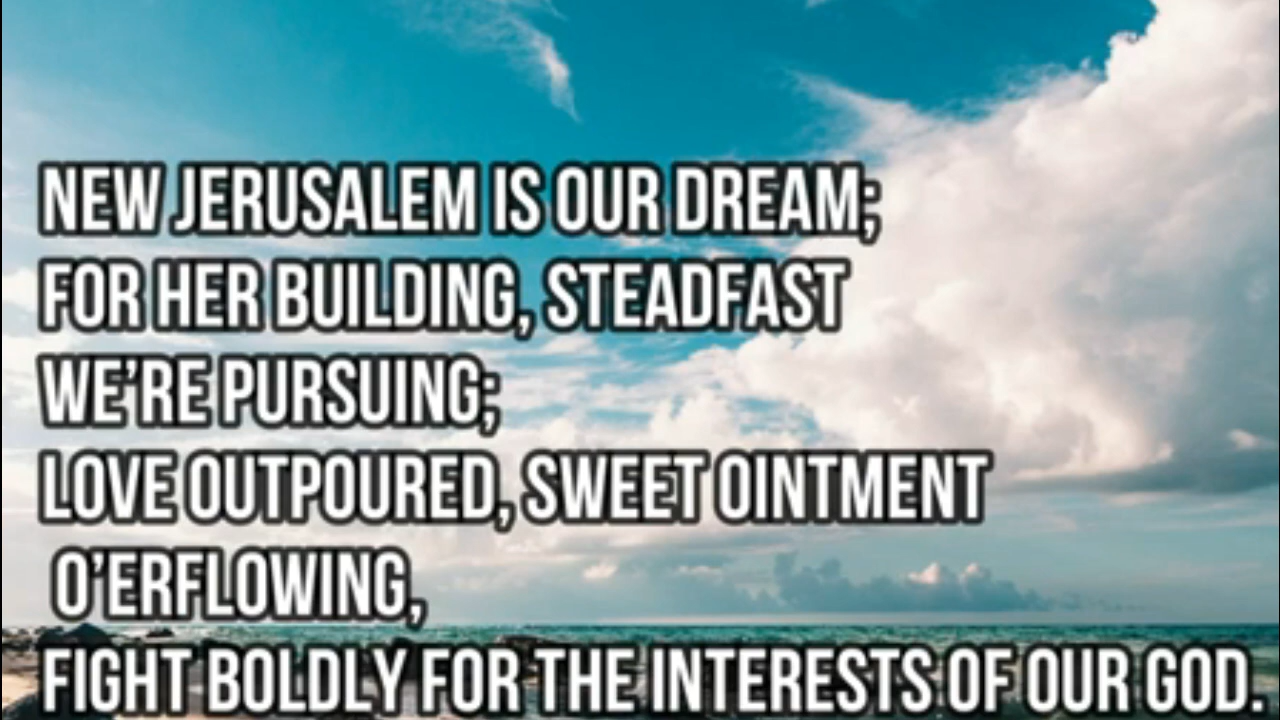 NEW JERUSALEM IS OUR DREAM;
FOR HER BUILDING, STEADFAST
WE'RE PURSUING;
LOVE OUTPOURED, SWEET OINTMENT
O'ERFLOWING,
FIGHT BOLDLY FOR THE INTERESTS OF OUR GOD.